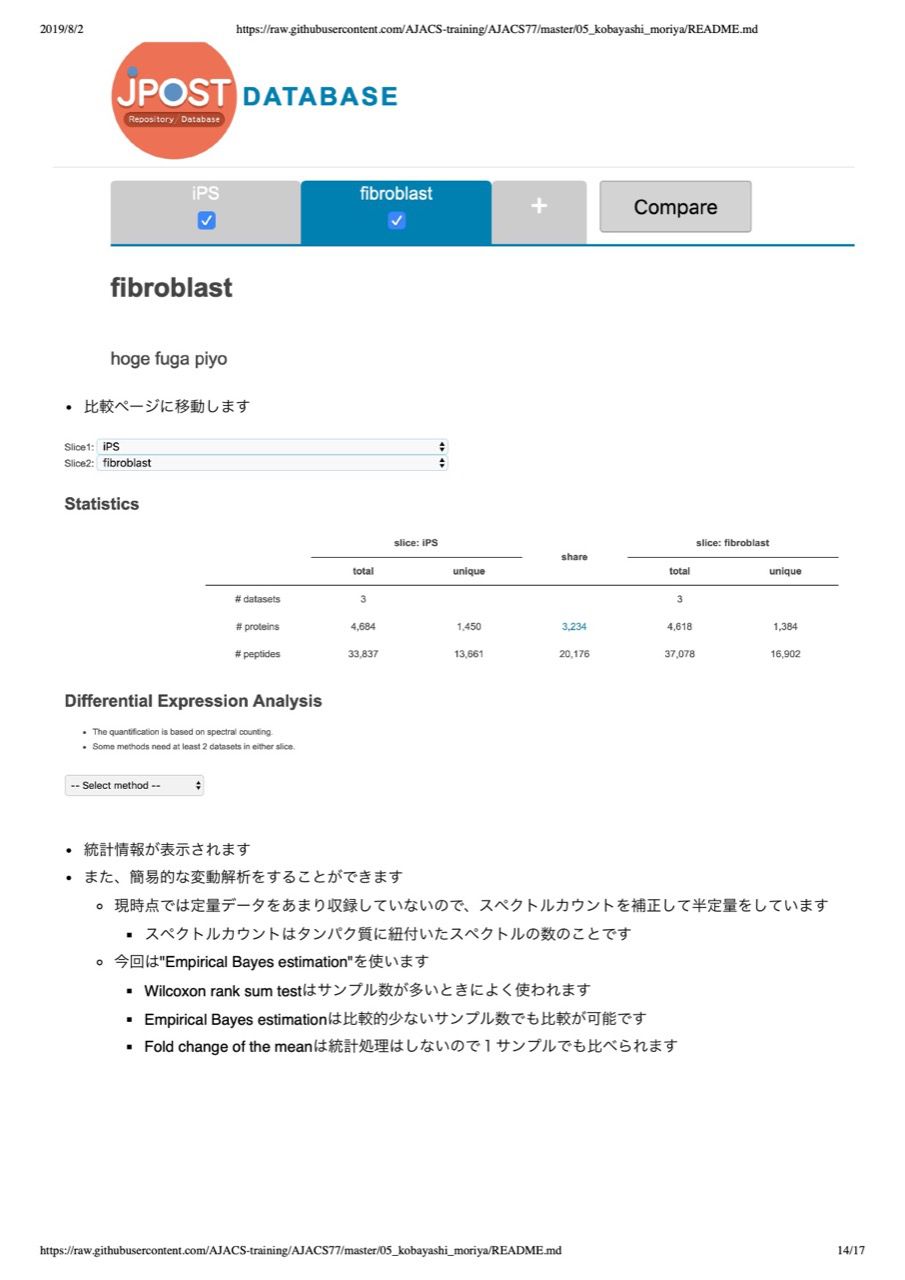 2019/8/2 https://raw.githubusercontent.com/AJACS-training/AJACS77/master/05_kobayashi_moriya/README.md
jPOST DATABASE
Repository / Database
iPS fibroblast + Compare
fibroblast
hoge fuga piyo
• 比較ページに移動します
Slice1: iPS
Slice2: fibroblast
Statistics
slice: iPS share slice: fibroblast
total unique total unique
# datasets 3 3
# proteins 4,684 1,450 3,234 4,618 1,384
# peptides 33,837 13,661 20,176 37,078 16,902
Differential Expression Analysis
• The quantification is based on spectral counting.
• Some methods need at least 2 datasets in either slice.
-- Select method --
• 統計情報が表示されます
• また、簡易的な変動解析をすることができます
◦ 現時点では定量データをあまり収録していないので、スペクトルカウントを補正して半定量をしています
▪ スペクトルカウントはタンパク質に紐付いたスペクトルの数のことです
◦ 今回は"Empirical Bayes estimation"を使います
▪ Wilcoxon rank sum testはサンプル数が多いときによく使われます
▪ Empirical Bayes estimationは比較的少ないサンプル数でも比較が可能です
▪ Fold change of the meanは統計処理はしないので１サンプルでも比べられます
https://raw.githubusercontent.com/AJACS-training/AJACS77/master/05_kobayashi_moriya/README.md 14/17